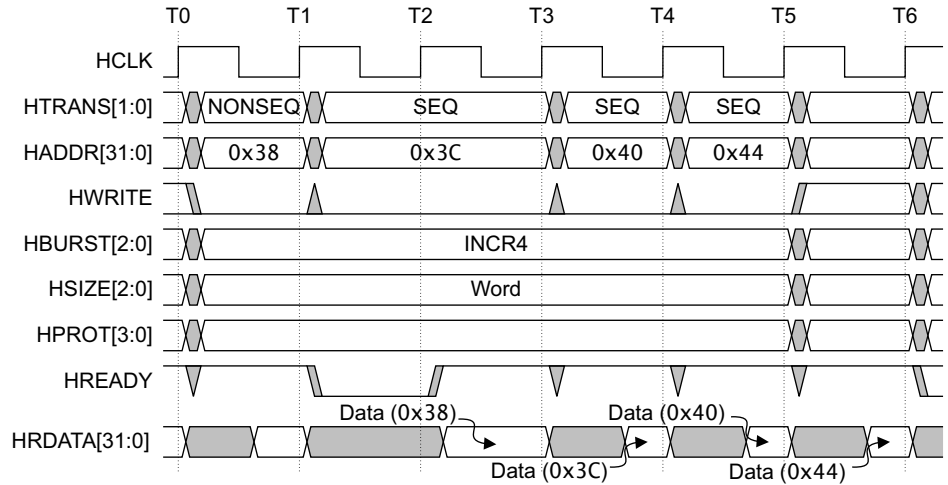 T0 T1 T2 T3 T4 T5 T6
HCLK
HTRANS[1:0] NONSEQ SEQ SEQ SEQ
HADDR[31:0] 0x38 0x3C 0x40 0x44
HWRITE
HBURST[2:0] INCR4
HSIZE[2:0] Word
HPROT[3:0]
HREADY
Data (0x38) Data (0x40)
HRDATA[31:0]
Data (0x3C) Data (0x44)